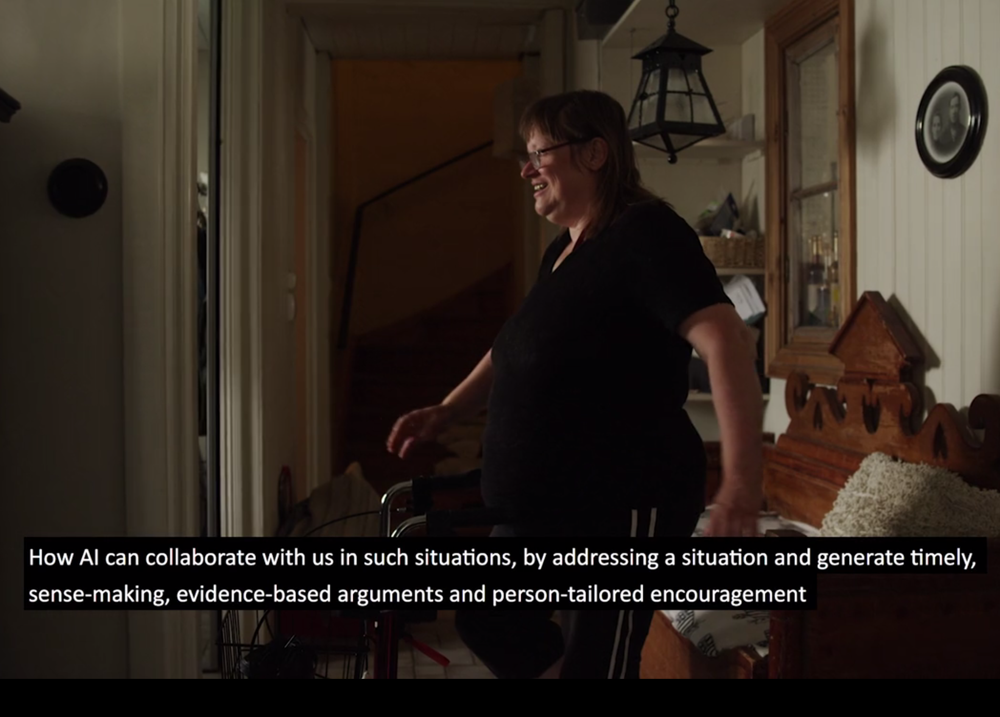 How AI can collaborate with us in such situations, by addressing a situation and generate timely,
sense-making, evidence-based arguments and person-tailored encouragement